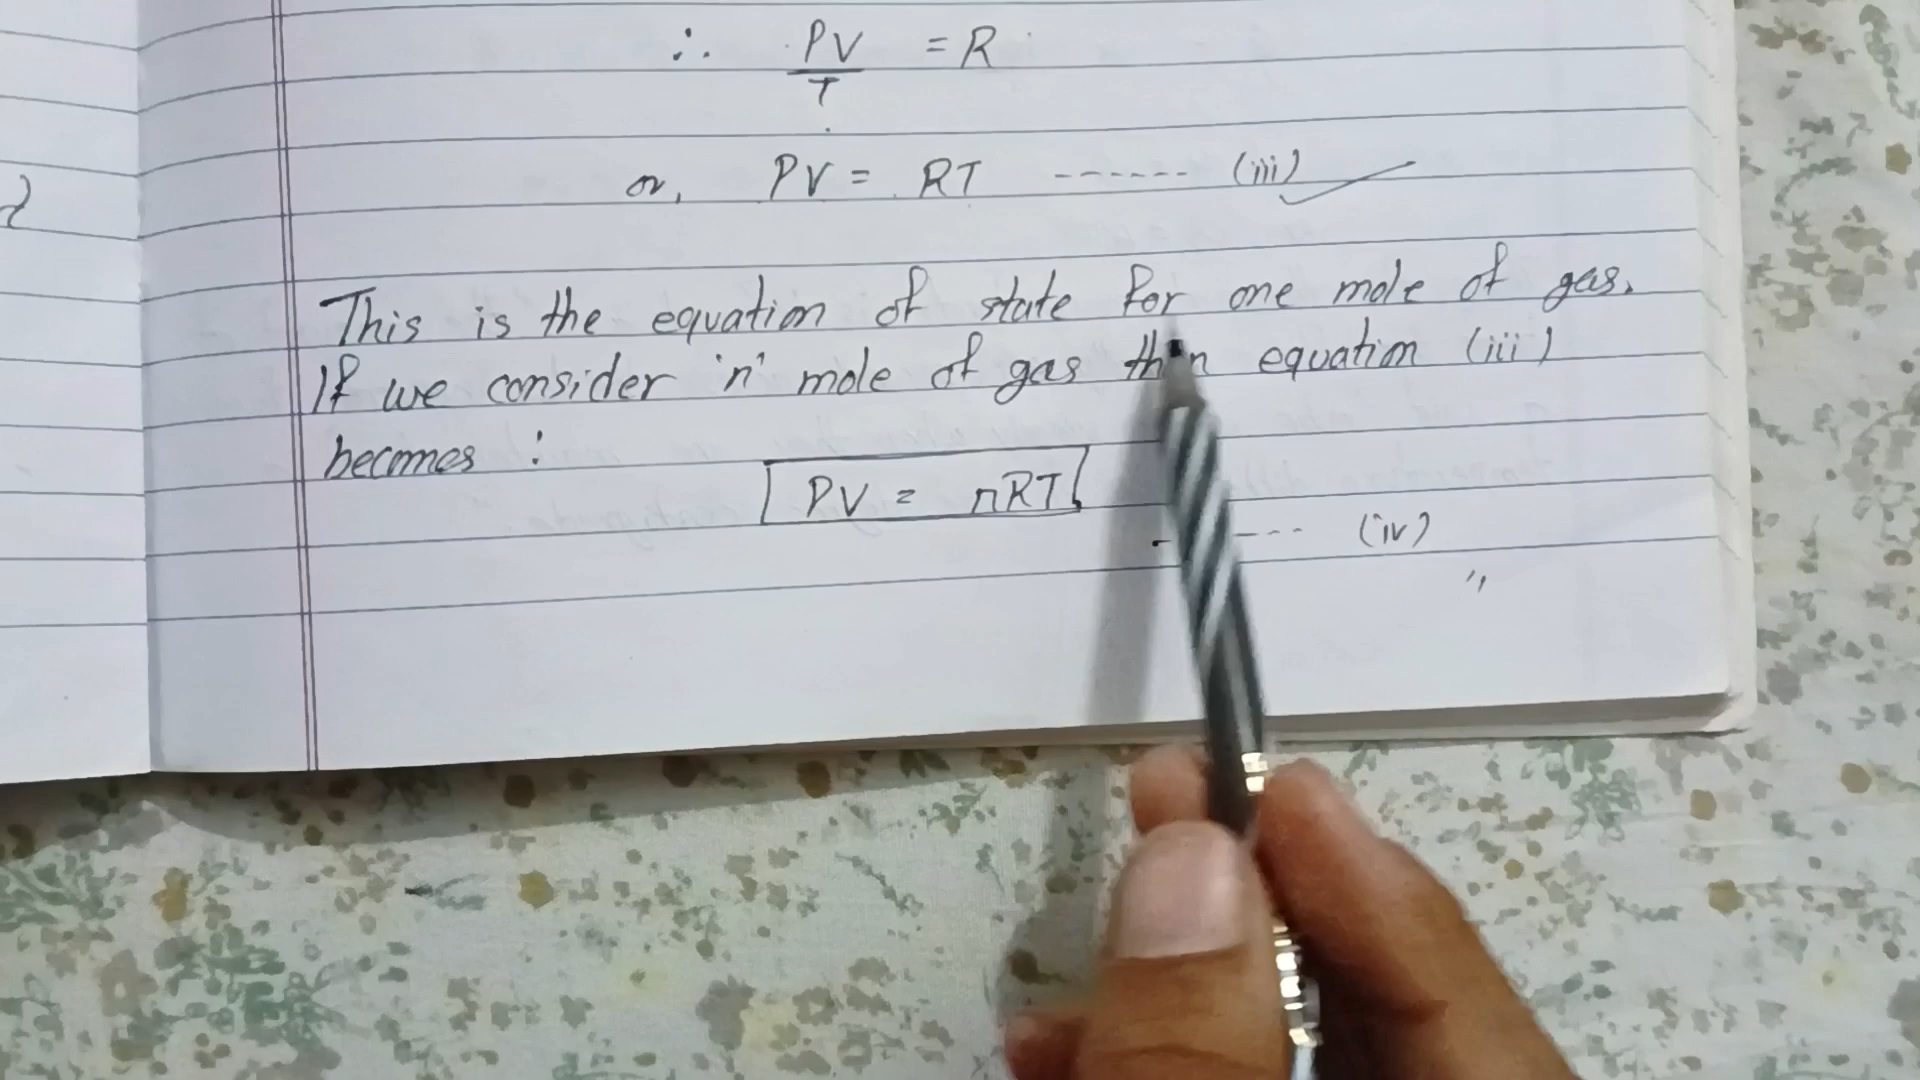 ∴ PV/T = R
or, PV = RT ------ (iii)
This is the equation of state for one mole of gas.
If we consider 'n' mole of gas then equation (iii)
becomes :
PV = nRT
---- (iv)